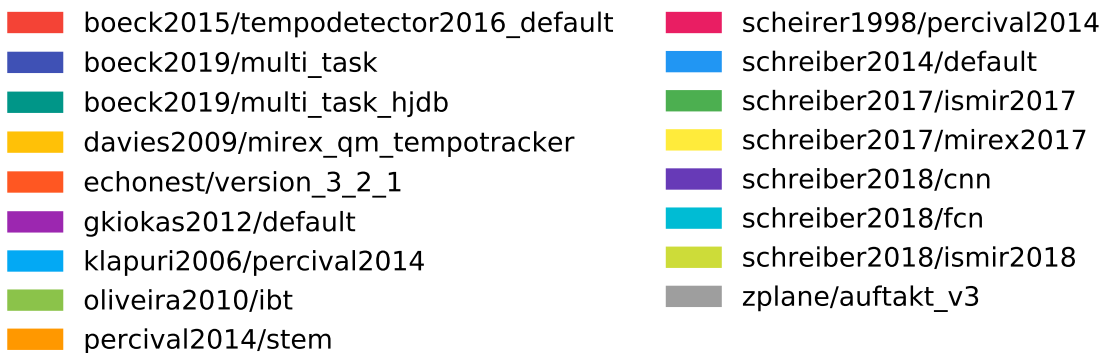 boeck2015/tempodetector2016_default
boeck2019/multi_task
boeck2019/multi_task_hjdb
davies2009/mirex_qm_tempotracker
echonest/version_3_2_1
gkiokas2012/default
klapuri2006/percival2014
oliveira2010/ibt
percival2014/stem
scheirer1998/percival2014
schreiber2014/default
schreiber2017/ismir2017
schreiber2017/mirex2017
schreiber2018/cnn
schreiber2018/fcn
schreiber2018/ismir2018
zplane/auftakt_v3